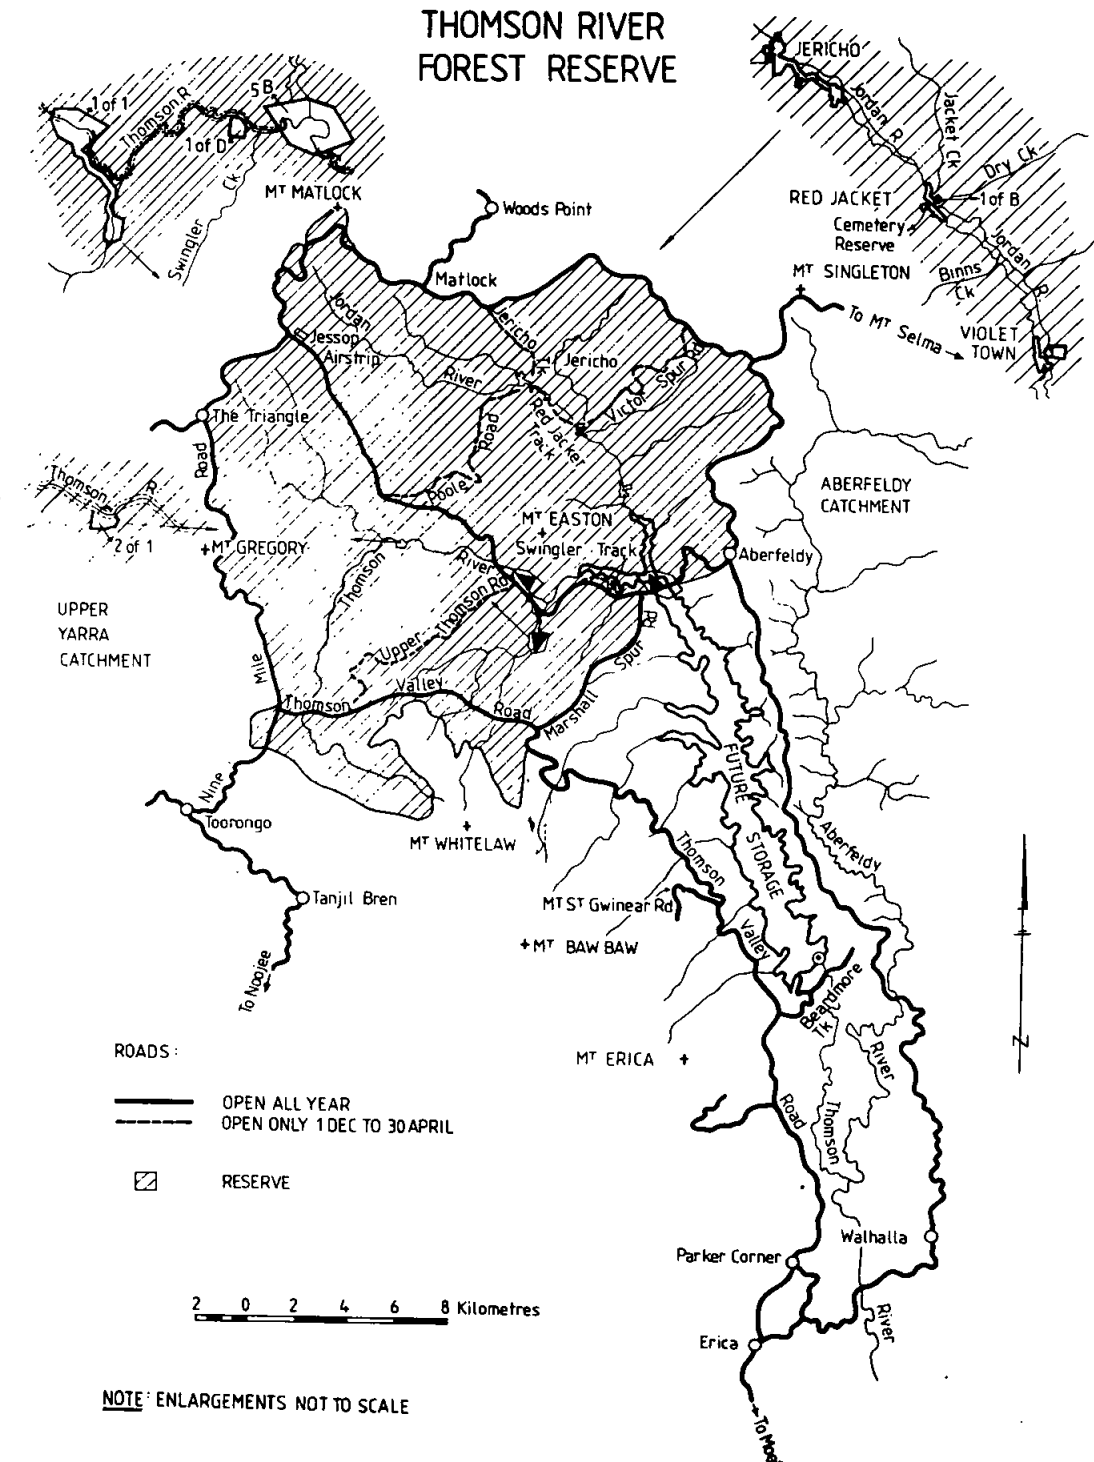 THOMSON RIVER
FOREST RESERVE
1 of 1
Thomson R
5 B
1 of D
Swingler Ck
JERICHO
Jordan R
Jacket Ck
Dry Ck
RED JACKET
1 of B
Cemetery
Reserve
Jordan R
Binns
Ck
VIOLET
TOWN
MT MATLOCK
Woods Point
Matlock
MT SINGLETON
To MT Selma
Jordan
River
Jessop
Airstrip
Jericho Tk
Jericho
Victor Spur Rd
Red Jacket
Track
The Triangle
Road
Poole Road
Thomson R
2 of 1
MT GREGORY
MT EASTON
Swingler Track
Aberfeldy
ABERFELDY
CATCHMENT
Thomson
River
Upper Thomson Rd
UPPER
YARRA
CATCHMENT
Mile
Thomson Valley Road
Marshall Spur Rd
Nine
Toorongo
Tanjil Bren
To Noojee
MT WHITELAW
FUTURE
STORAGE
Aberfeldy
Thomson
Valley
MT ST Gwinear Rd
MT BAW BAW
Beardmore
Tk
River
MT ERICA
Road
Thomson
Walhalla
Parker Corner
River
Erica
N
ROADS:
OPEN ALL YEAR
OPEN ONLY 1 DEC TO 30 APRIL
RESERVE
2 0 2 4 6 8 Kilometres
NOTE: ENLARGEMENTS NOT TO SCALE